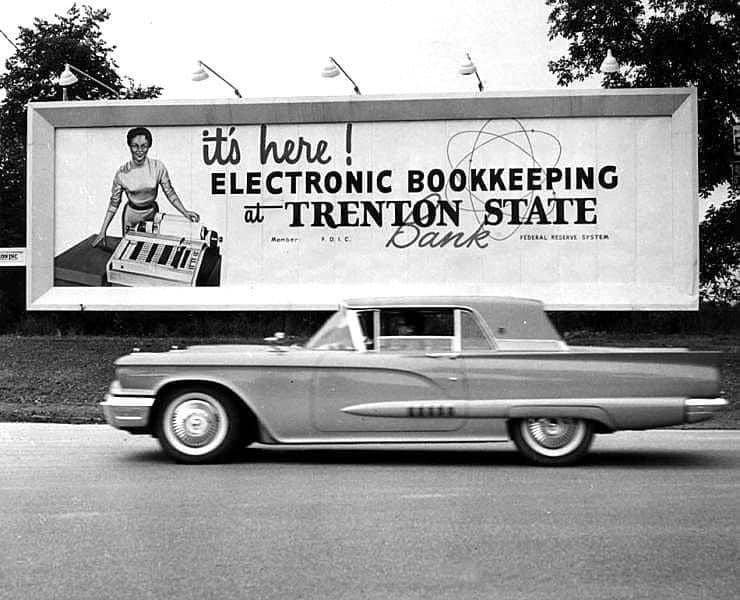 it's here!
ELECTRONIC BOOKKEEPING
at TRENTON STATE
Bank
Member F.D.I.C. FEDERAL RESERVE SYSTEM